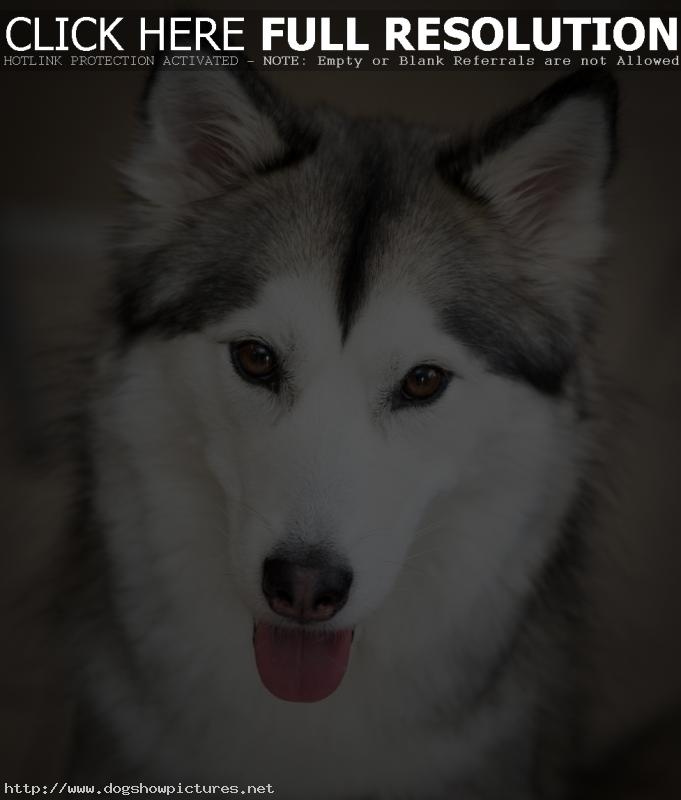 CLICK HERE FULL RESOLUTION
HOTLINK PROTECTION ACTIVATED – NOTE: Empty or Blank Referrals are not Allowed
http://www.dogshowpictures.net